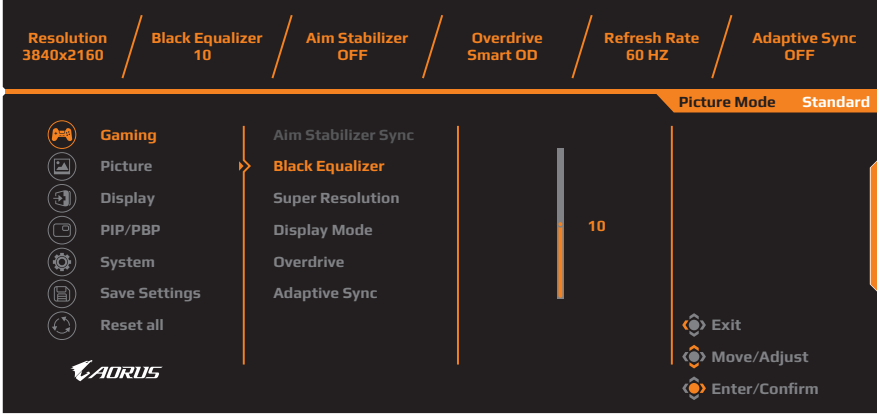 Resolution
3840x2160
Black Equalizer
10
Aim Stabilizer
OFF
Overdrive
Smart OD
Refresh Rate
60 HZ
Adaptive Sync
OFF
Picture Mode Standard
Gaming
Picture
Display
PIP/PBP
System
Save Settings
Reset all
Aim Stabilizer Sync
Black Equalizer
Super Resolution
Display Mode
Overdrive
Adaptive Sync
10
Exit
Move/Adjust
Enter/Confirm
AORUS